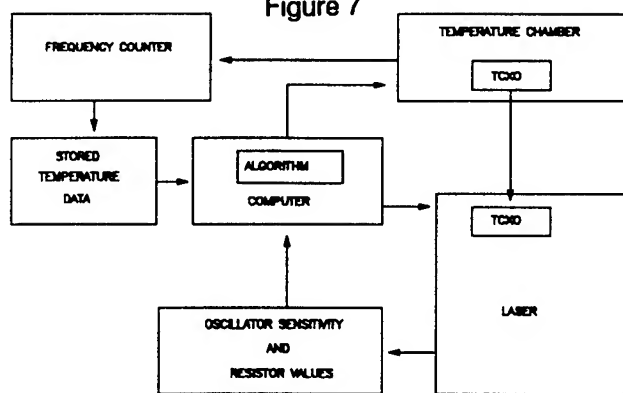 Figure 7
FREQUENCY COUNTER
TEMPERATURE CHAMBER
TCXO
STORED
TEMPERATURE
DATA
ALGORITHM
COMPUTER
TCXO
LASER
OSCILLATOR SENSITIVITY
AND
RESISTOR VALUES